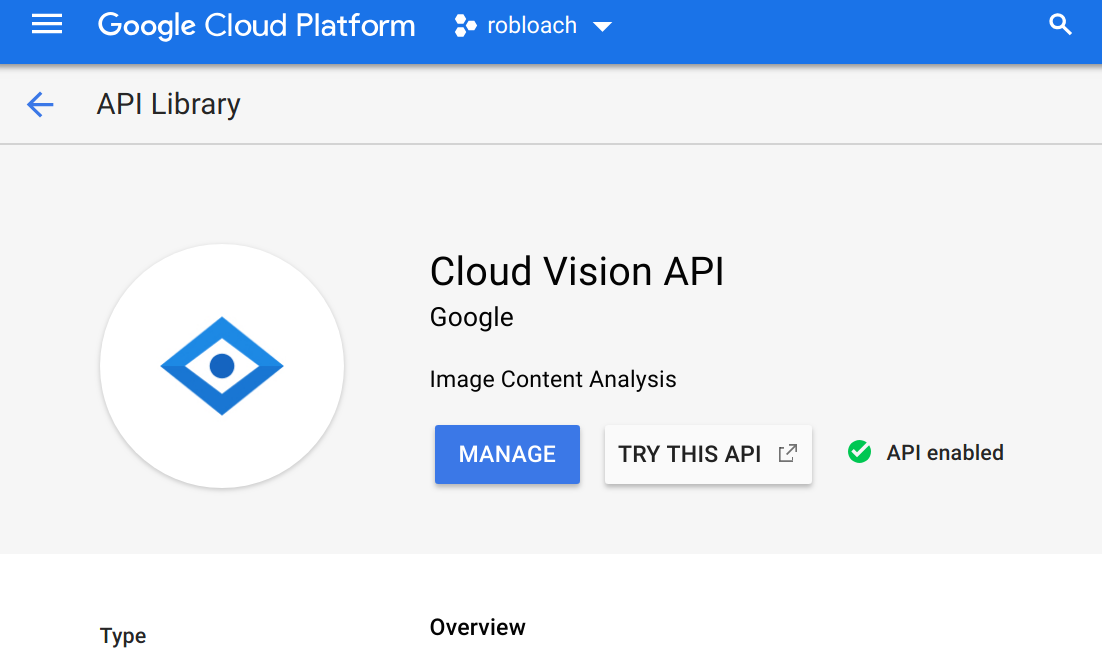 Google Cloud Platform robloach
API Library
Cloud Vision API
Google
Image Content Analysis
MANAGE TRY THIS API API enabled
Type Overview